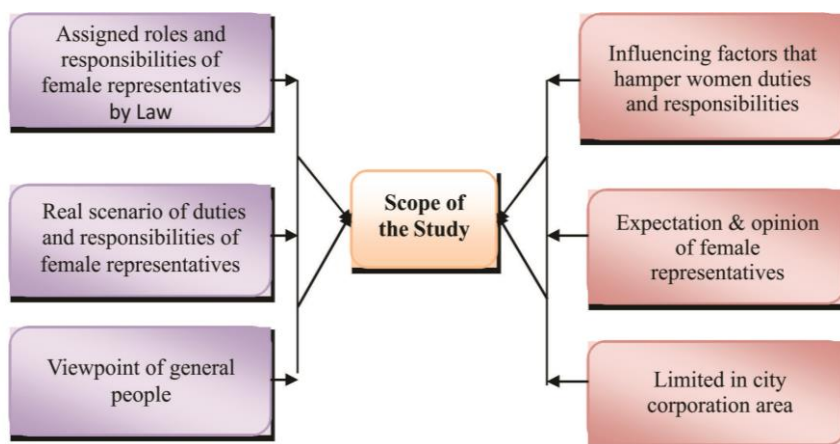 Assigned roles and
responsibilities of
female representatives
by Law
Real scenario of duties
and responsibilities of
female representatives
Viewpoint of general
people
Scope of
the Study
Influencing factors that
hamper women duties
and responsibilities
Expectation & opinion
of female
representatives
Limited in city
corporation area